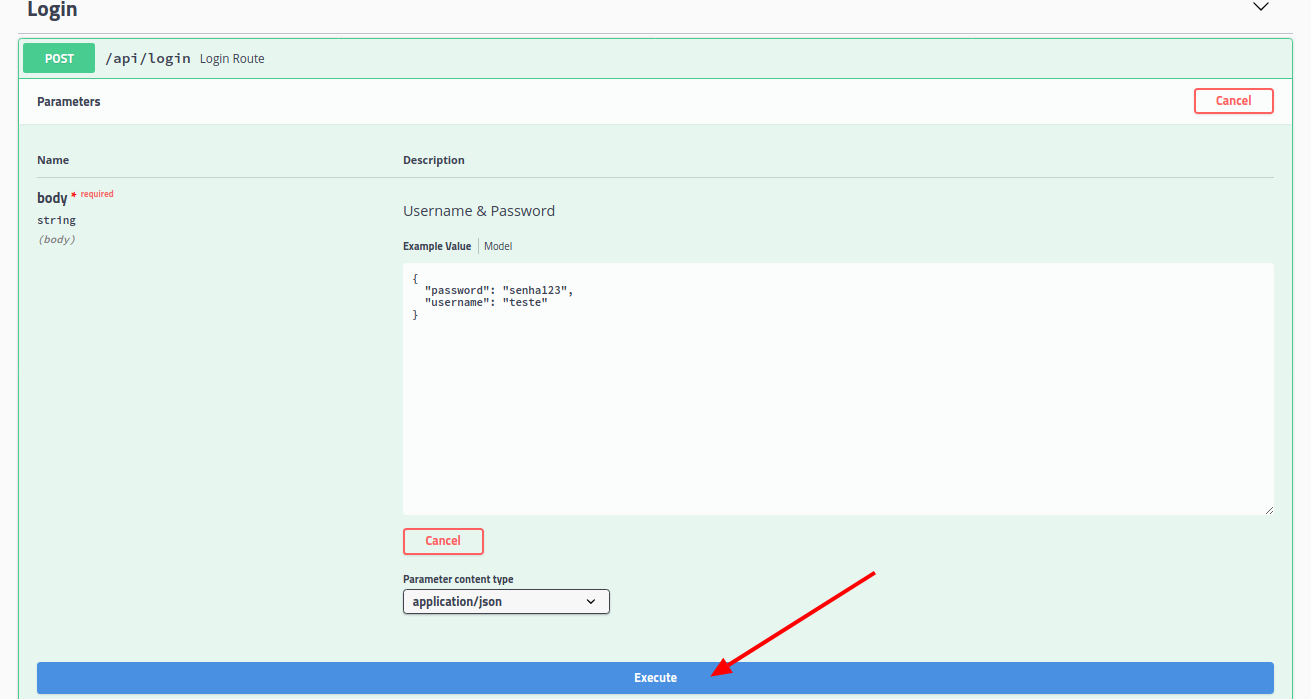 Login
POST /api/login Login Route
Parameters Cancel
Name Description
body * required
string
(body)
Username & Password
Example Value Model
{
"password": "senha123",
"username": "teste"
}
Cancel
Parameter content type
application/json
Execute